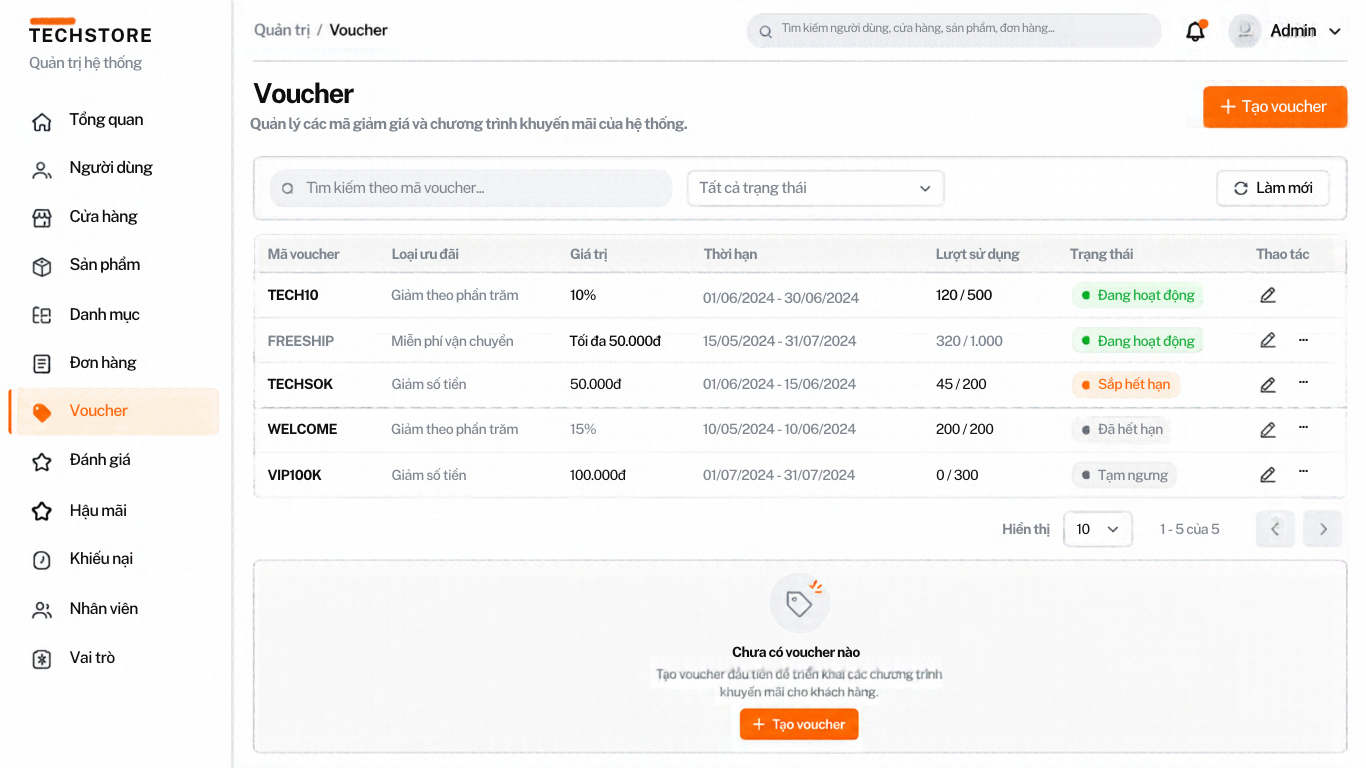 TECHSTORE
Quản trị hệ thống
Tổng quan
Người dùng
Cửa hàng
Sản phẩm
Danh mục
Đơn hàng
Voucher
Đánh giá
Hậu mãi
Khiếu nại
Nhân viên
Vai trò
Quản trị / Voucher
Tìm kiếm người dùng, cửa hàng, sản phẩm, đơn hàng...
Admin
Voucher
Quản lý các mã giảm giá và chương trình khuyến mãi của hệ thống.
+ Tạo voucher
Tìm kiếm theo mã voucher...
Tất cả trạng thái
Làm mới
Mã voucher Loại ưu đãi Giá trị Thời hạn Lượt sử dụng Trạng thái Thao tác
TECH10 Giảm theo phần trăm 10% 01/06/2024 - 30/06/2024 120 / 500 Đang hoạt động
FREESHIP Miễn phí vận chuyển Tối đa 50.000đ 15/05/2024 - 31/07/2024 320 / 1.000 Đang hoạt động ...
TECHSOK Giảm số tiền 50.000đ 01/06/2024 - 15/06/2024 45 / 200 Sắp hết hạn ...
WELCOME Giảm theo phần trăm 15% 10/05/2024 - 10/06/2024 200 / 200 Đã hết hạn ...
VIP100K Giảm số tiền 100.000đ 01/07/2024 - 31/07/2024 0 / 300 Tạm ngưng ...
Hiển thị 10 1 - 5 của 5
Chưa có voucher nào
Tạo voucher đầu tiên để triển khai các chương trình
khuyến mãi cho khách hàng.
+ Tạo voucher